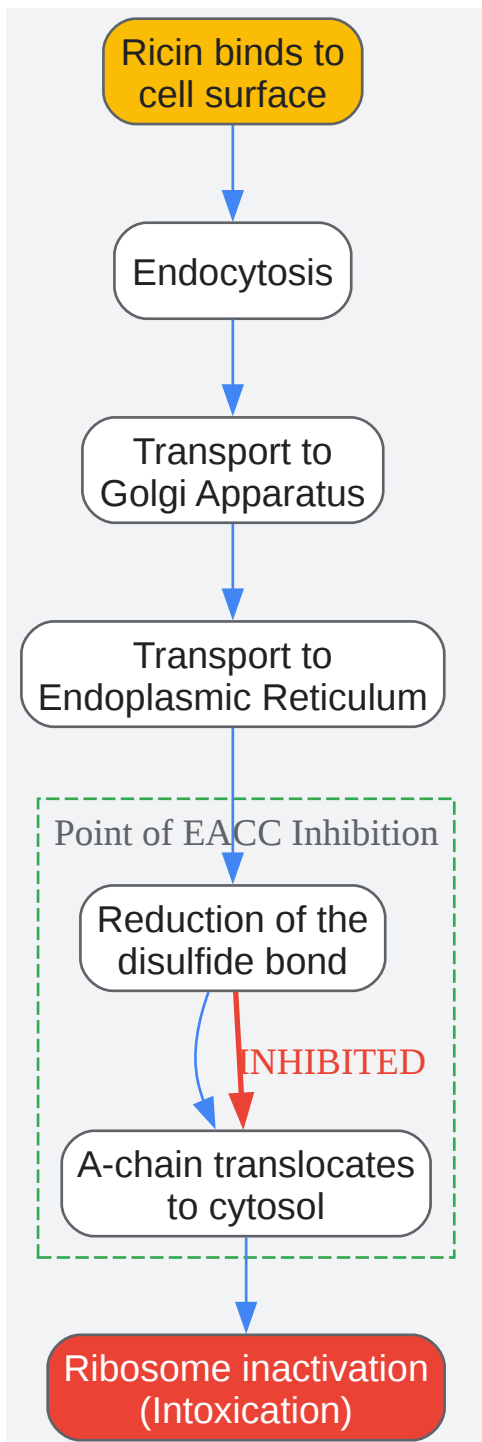 Ricin binds to
cell surface
Endocytosis
Transport to
Golgi Apparatus
Transport to
Endoplasmic Reticulum
Point of EACC Inhibition
Reduction of the
disulfide bond
INHIBITED
A-chain translocates
to cytosol
Ribosome inactivation
(Intoxication)